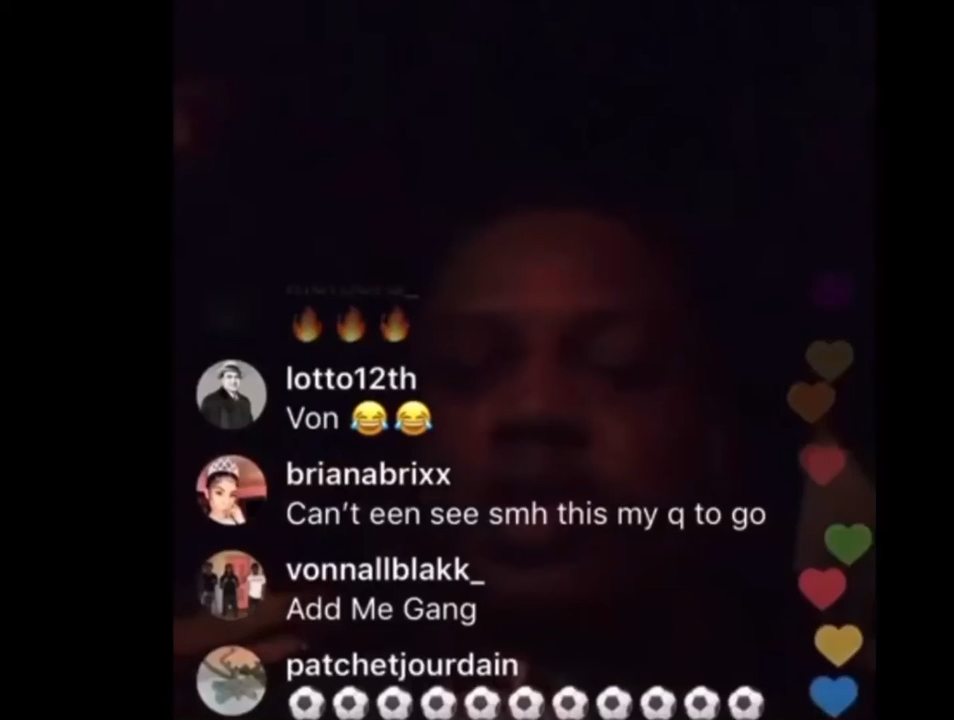 🔥🔥🔥
lotto12th
Von 😂😂
brianabrixx
Can't een see smh this my q to go
vonnallblakk_
Add Me Gang
patchetjourdain
⚽⚽⚽⚽⚽⚽⚽⚽⚽⚽⚽